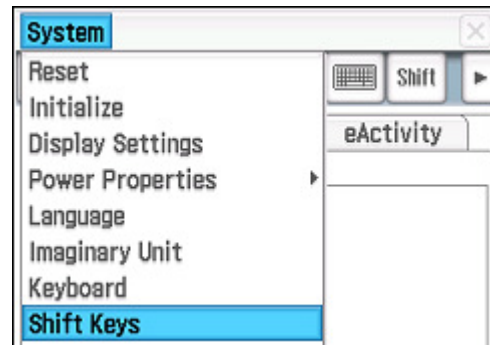 System
Reset
Shift
Initialize
Display Settings
eActivity
Power Properties
Language
Imaginary Unit
Keyboard
Shift Keys